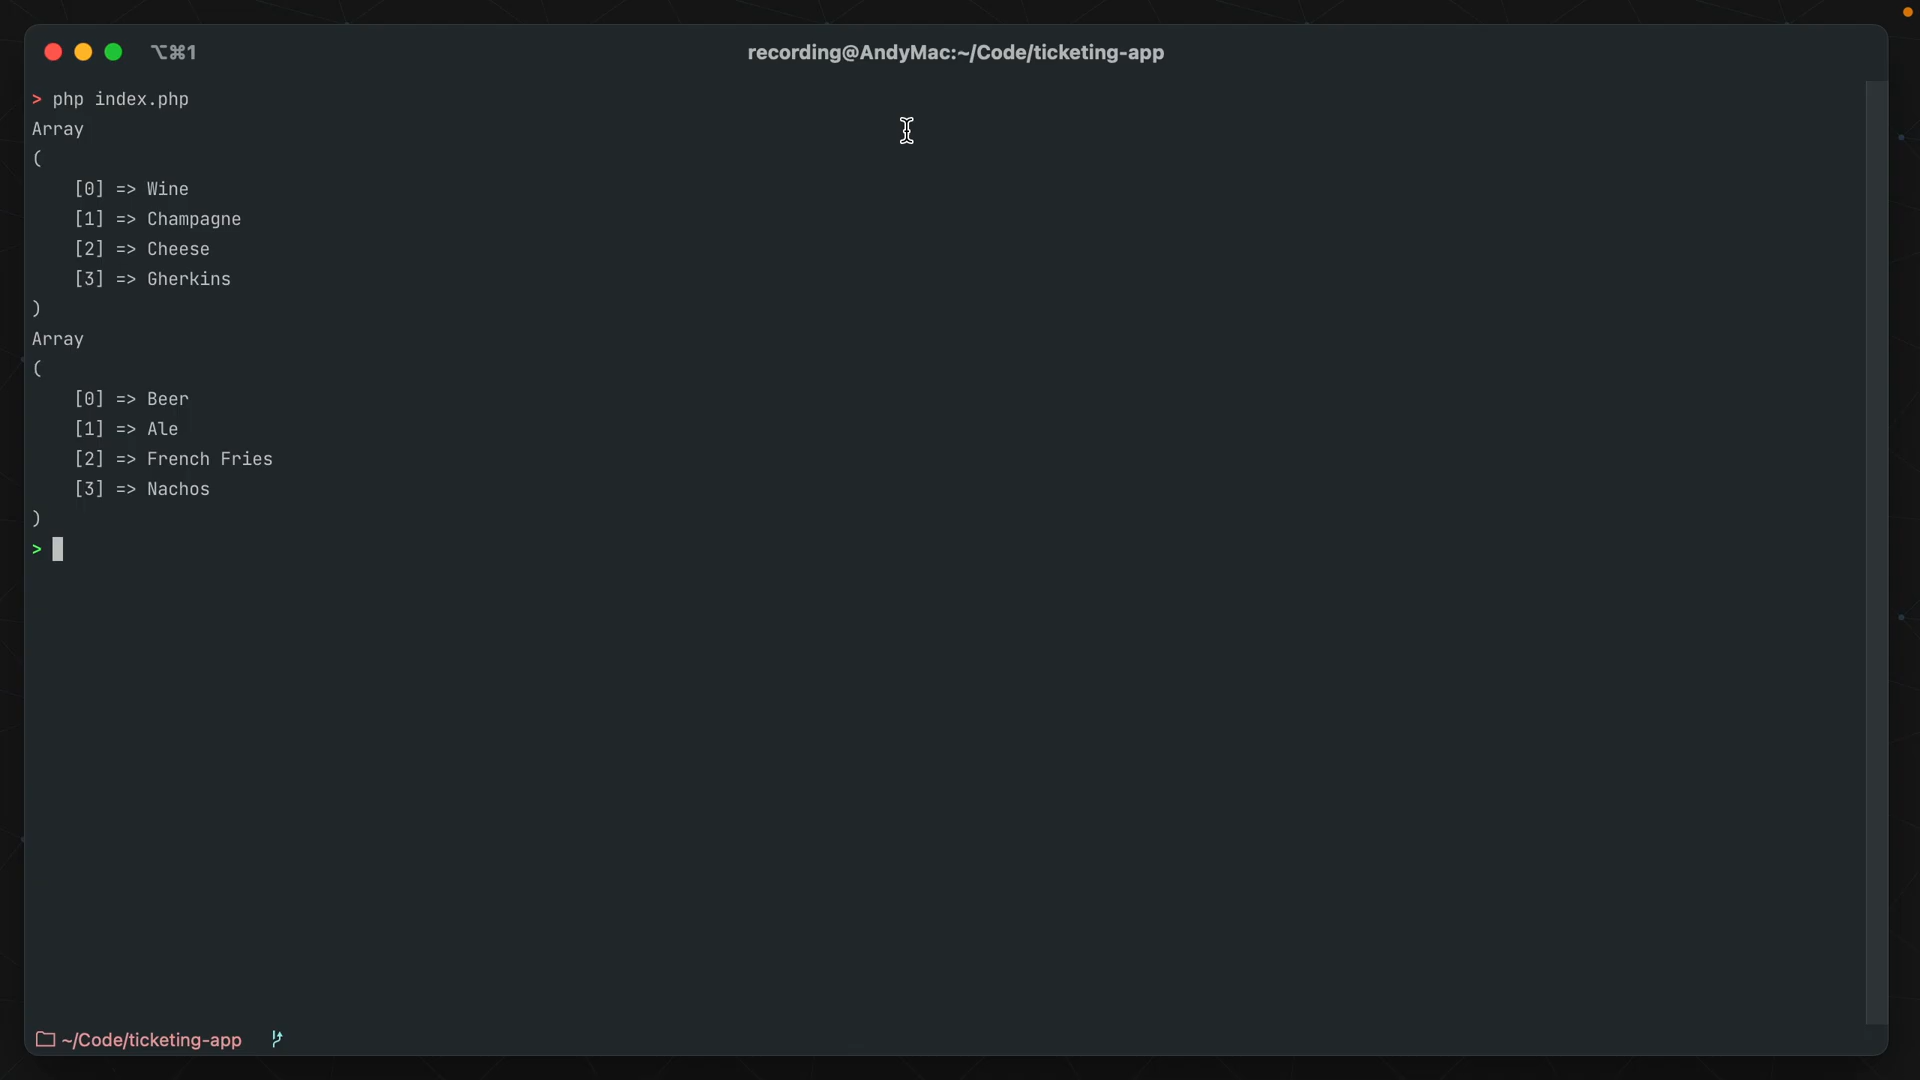 ⌥⌘1
recording@AndyMac:~/Code/ticketing-app
> php index.php
Array
(
    [0] => Wine
    [1] => Champagne
    [2] => Cheese
    [3] => Gherkins
)
Array
(
    [0] => Beer
    [1] => Ale
    [2] => French Fries
    [3] => Nachos
)
>
~/Code/ticketing-app